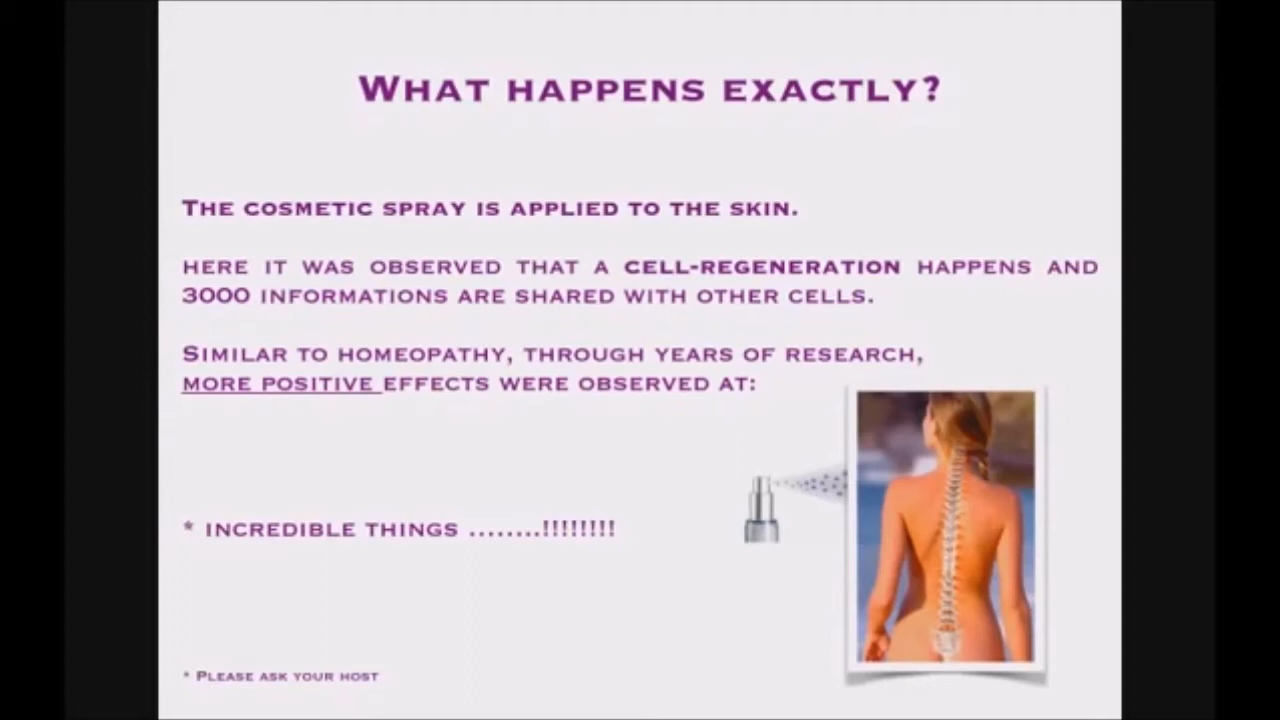 WHAT HAPPENS EXACTLY?
THE COSMETIC SPRAY IS APPLIED TO THE SKIN.
HERE IT WAS OBSERVED THAT A CELL-REGENERATION HAPPENS AND
3000 INFORMATIONS ARE SHARED WITH OTHER CELLS.
SIMILAR TO HOMEOPATHY, THROUGH YEARS OF RESEARCH,
MORE POSITIVE EFFECTS WERE OBSERVED AT:
* INCREDIBLE THINGS ........!!!!!!!!
* PLEASE ASK YOUR HOST